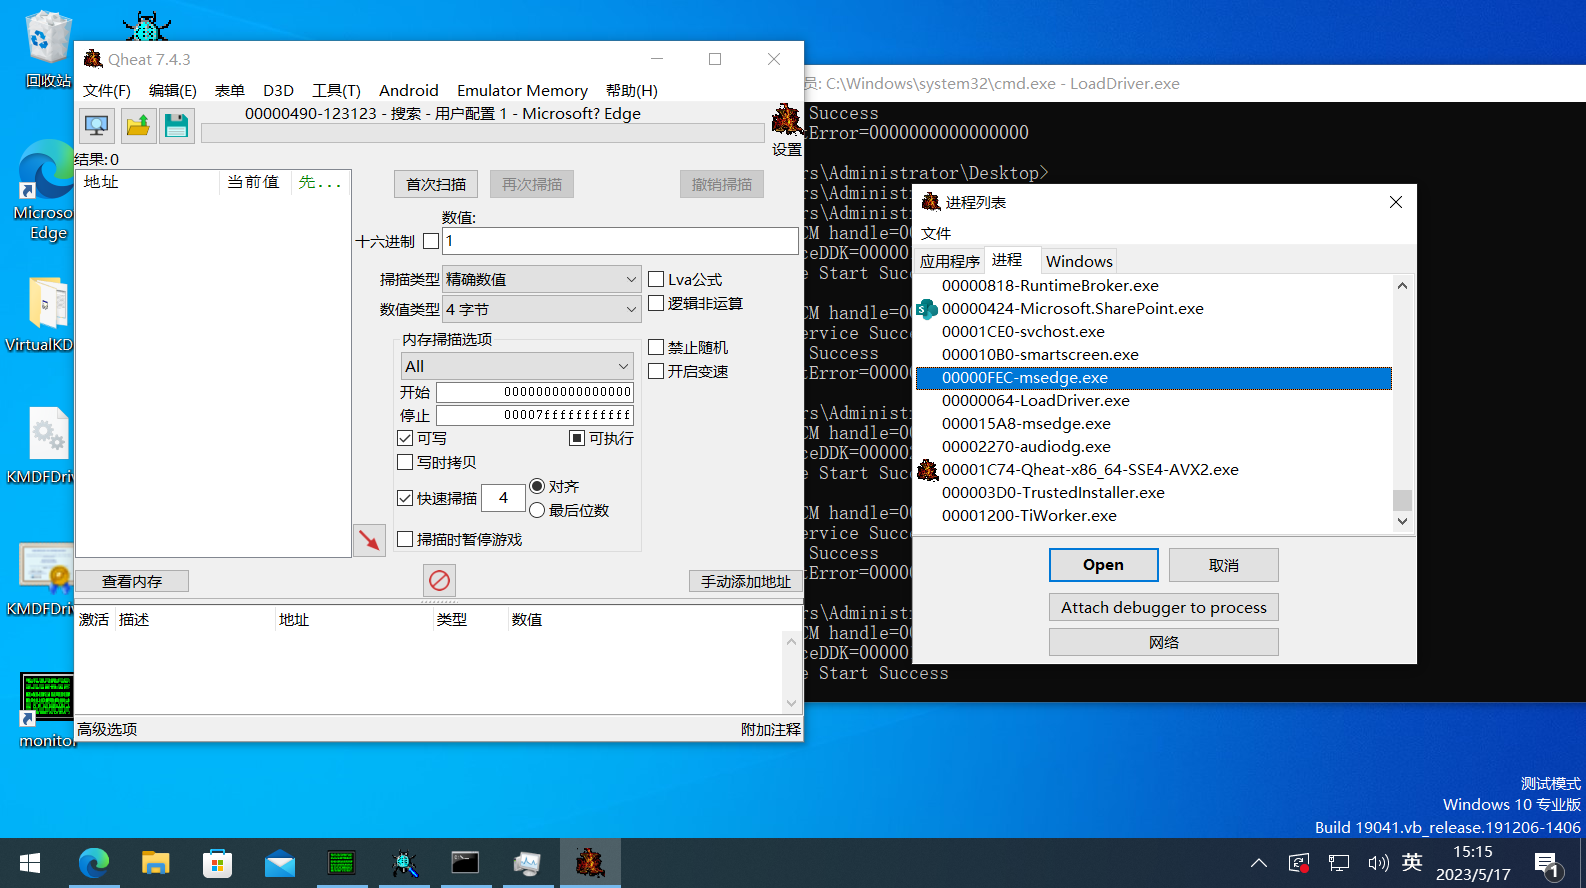 回收站
Microso
Edge
VirtualKD
KMDFDriv
KMDFDriv
monitor
Qheat 7.4.3
文件(F) 编辑(E) 表单 D3D 工具(T) Android Emulator Memory 帮助(H)
00000490-123123 - 搜索 - 用户配置 1 - Microsoft? Edge
设置
结果:0
地址 当前值 先...
首次扫描 再次扫描 撤销扫描
数值:
十六进制 1
扫描类型 精确数值 Lva公式
数值类型 4 字节 逻辑非运算
内存扫描选项
All
禁止随机
开启变速
开始 0000000000000000
停止 00007fffffffffff
可写 可执行
写时拷贝
快速扫描 4 对齐
最后位数
扫描时暂停游戏
查看内存 手动添加地址
激活 描述 地址 类型 数值
高级选项 附加注释
员: C:\Windows\system32\cmd.exe - LoadDriver.exe
Success
tError=0000000000000000
rs\Administrator\Desktop>
rs\Administ
rs\Administ
CM handle=00
ceDDK=00000
e Start Suc
CM handle=00
ervice Succ
Success
tError=0000
rs\Administ
CM handle=00
ceDDK=00000
e Start Suc
CM handle=00
ervice Succ
Success
tError=0000
rs\Administ
CM handle=00
ceDDK=00000
e Start Success
进程列表
文件
应用程序 进程 Windows
00000818-RuntimeBroker.exe
00000424-Microsoft.SharePoint.exe
00001CE0-svchost.exe
000010B0-smartscreen.exe
00000FEC-msedge.exe
00000064-LoadDriver.exe
000015A8-msedge.exe
00002270-audiodg.exe
00001C74-Qheat-x86_64-SSE4-AVX2.exe
000003D0-TrustedInstaller.exe
00001200-TiWorker.exe
Open 取消
Attach debugger to process
网络
测试模式
Windows 10 专业版
Build 19041.vb_release.191206-1406
英
15:15
2023/5/17
1